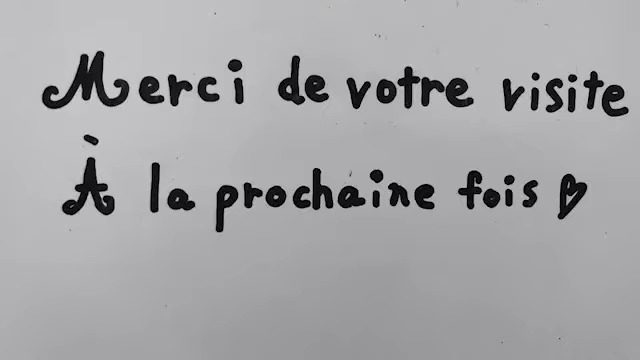 Merci de votre visite
À la prochaine fois ♡